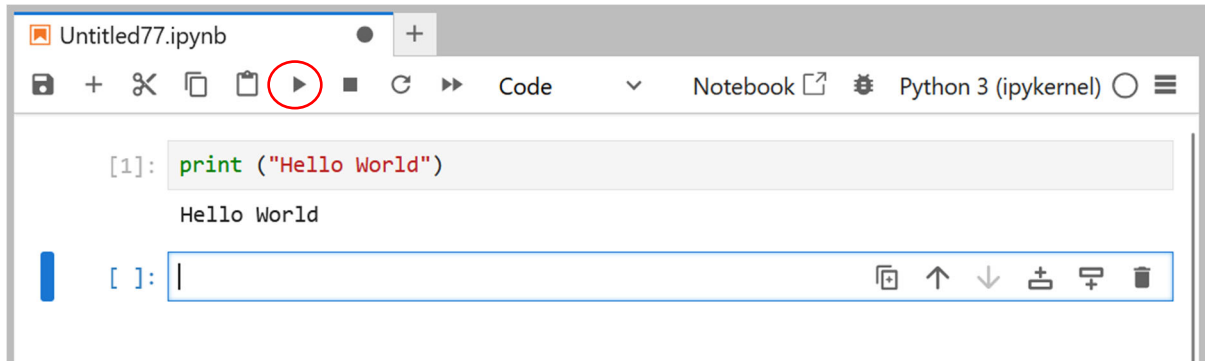 Untitled77.ipynb
Code Notebook Python 3 (ipykernel)
[1]: print ("Hello World")
Hello World
[ ]: